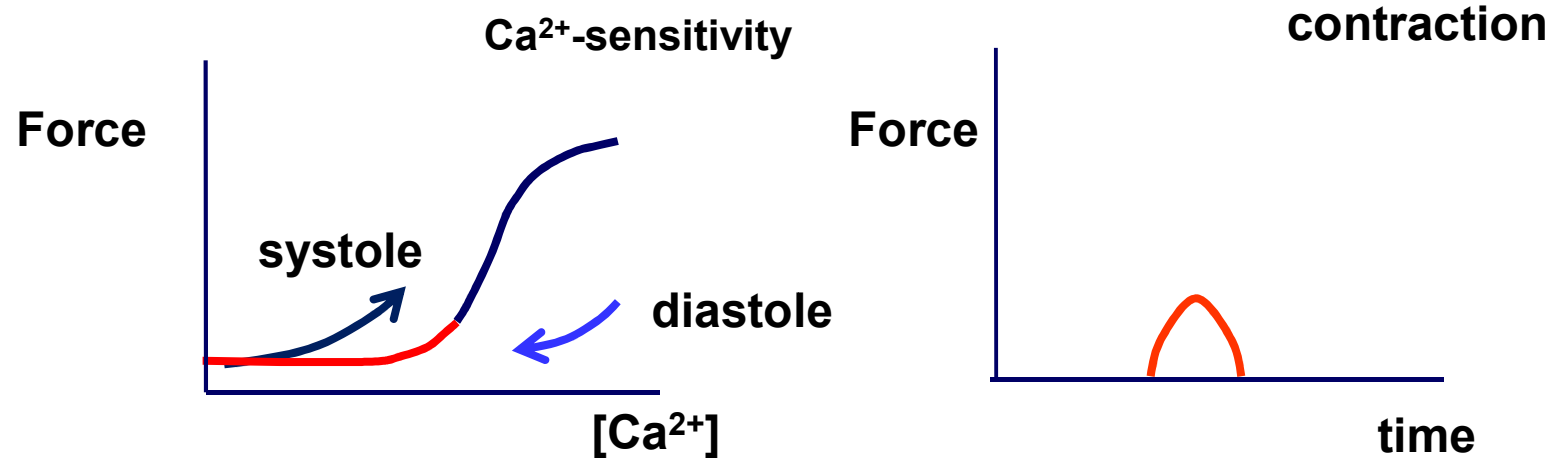 Ca²⁺-sensitivity
Force
systole
diastole
[Ca²⁺]
contraction
Force
time